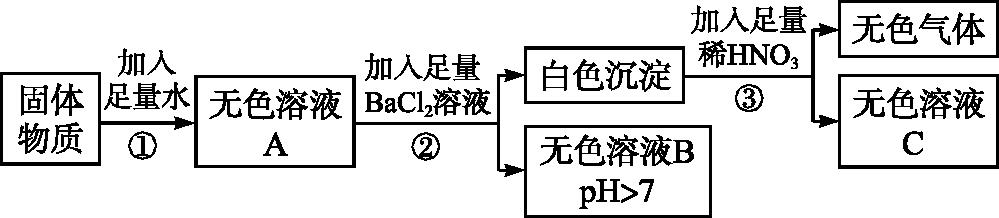 固体
物质
加入
足量水
①
无色溶液
A
加入足量
BaCl₂溶液
②
白色沉淀
无色溶液B
pH>7
加入足量
稀HNO₃
③
无色气体
无色溶液
C